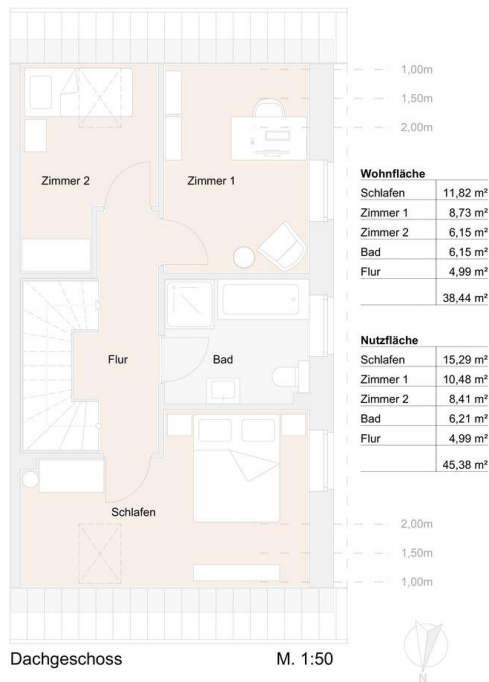 1,00m
1,50m
2,00m
Zimmer 2
Zimmer 1
Wohnfläche
Schlafen 11,82 m²
Zimmer 1 8,73 m²
Zimmer 2 6,15 m²
Bad 6,15 m²
Flur 4,99 m²
38,44 m²
Nutzfläche
Schlafen 15,29 m²
Zimmer 1 10,48 m²
Zimmer 2 8,41 m²
Bad 6,21 m²
Flur 4,99 m²
45,38 m²
Flur
Bad
Schlafen
2,00m
1,50m
1,00m
Dachgeschoss M. 1:50
N